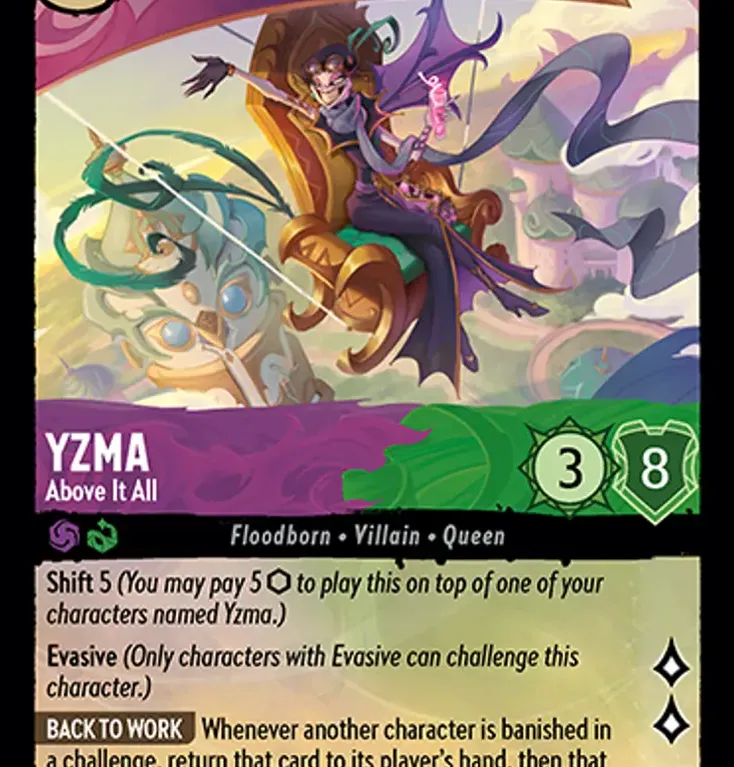 YZMA
Above It All
3
8
Floodborn • Villain • Queen
Shift 5 (You may pay 5 ⬡ to play this on top of one of your
characters named Yzma.)
Evasive (Only characters with Evasive can challenge this
character.)
BACK TO WORK Whenever another character is banished in
a challenge, return that card to its player's hand, then that